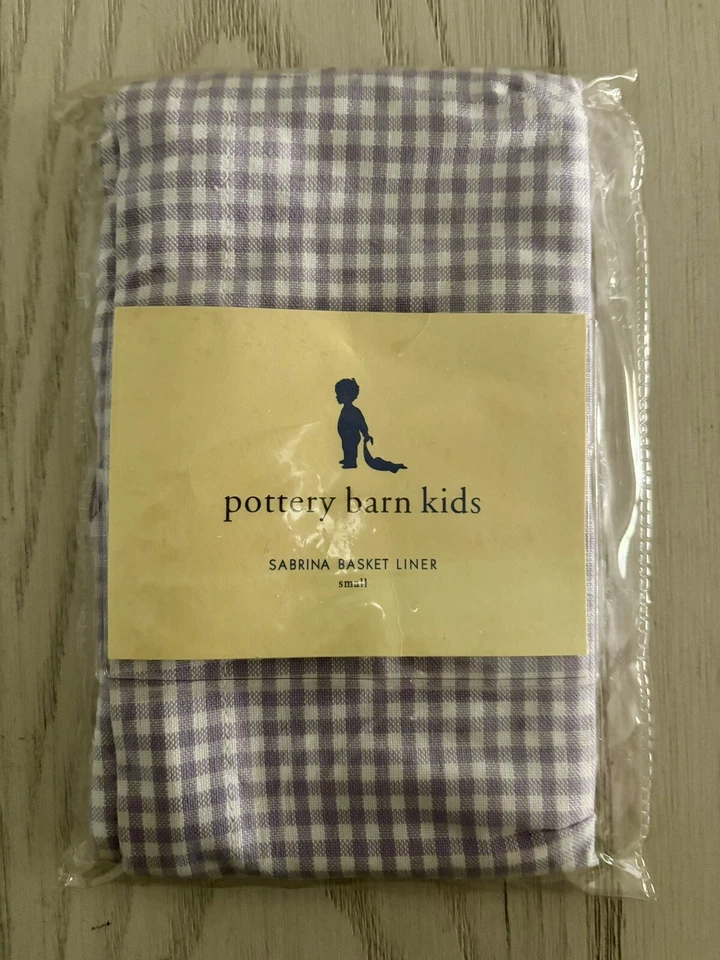 pottery barn kids
SABRINA BASKET LINER
small